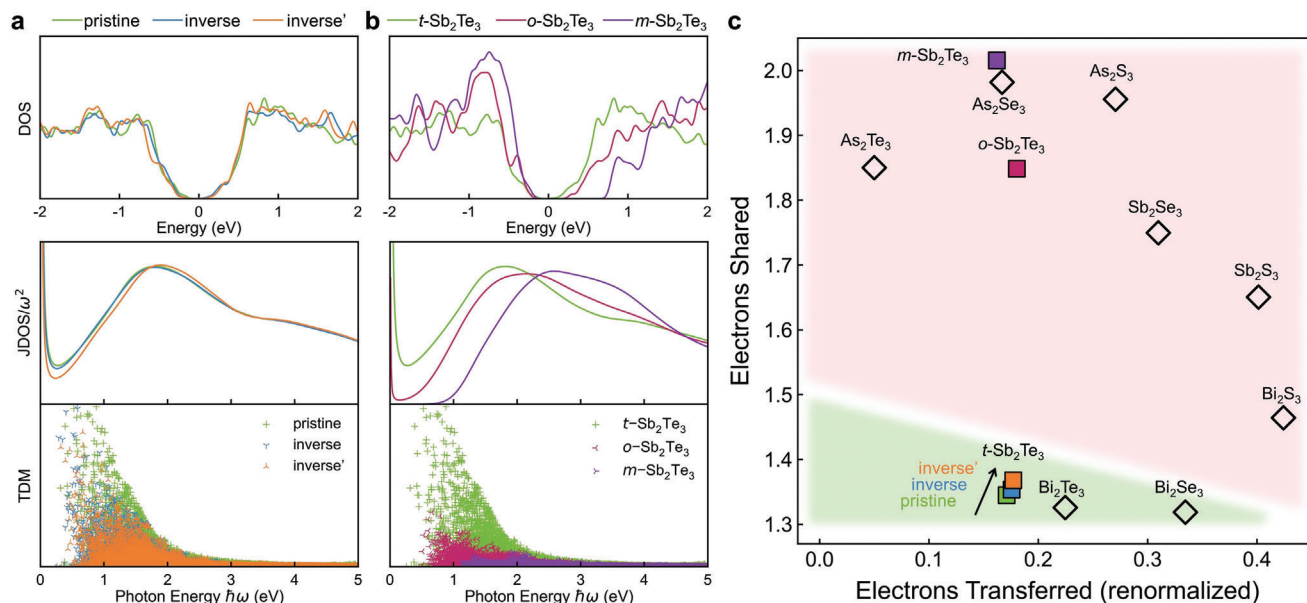 a
pristine inverse inverse'
DOS
-2 -1 0 1 2
Energy (eV)
JDOS/ω²
TDM
pristine
inverse
inverse'
0 1 2 3 4 5
Photon Energy ℏω (eV)
b
t-Sb₂Te₃ o-Sb₂Te₃ m-Sb₂Te₃
-2 -1 0 1 2
Energy (eV)
t-Sb₂Te₃
o-Sb₂Te₃
m-Sb₂Te₃
0 1 2 3 4 5
Photon Energy ℏω (eV)
c
Electrons Shared
2.0
1.9
1.8
1.7
1.6
1.5
1.4
1.3
m-Sb₂Te₃
As₂S₃
As₂Se₃
As₂Te₃
o-Sb₂Te₃
Sb₂Se₃
Sb₂S₃
Bi₂S₃
t-Sb₂Te₃
inverse'
inverse
pristine
Bi₂Te₃
Bi₂Se₃
0.0 0.1 0.2 0.3 0.4
Electrons Transferred (renormalized)